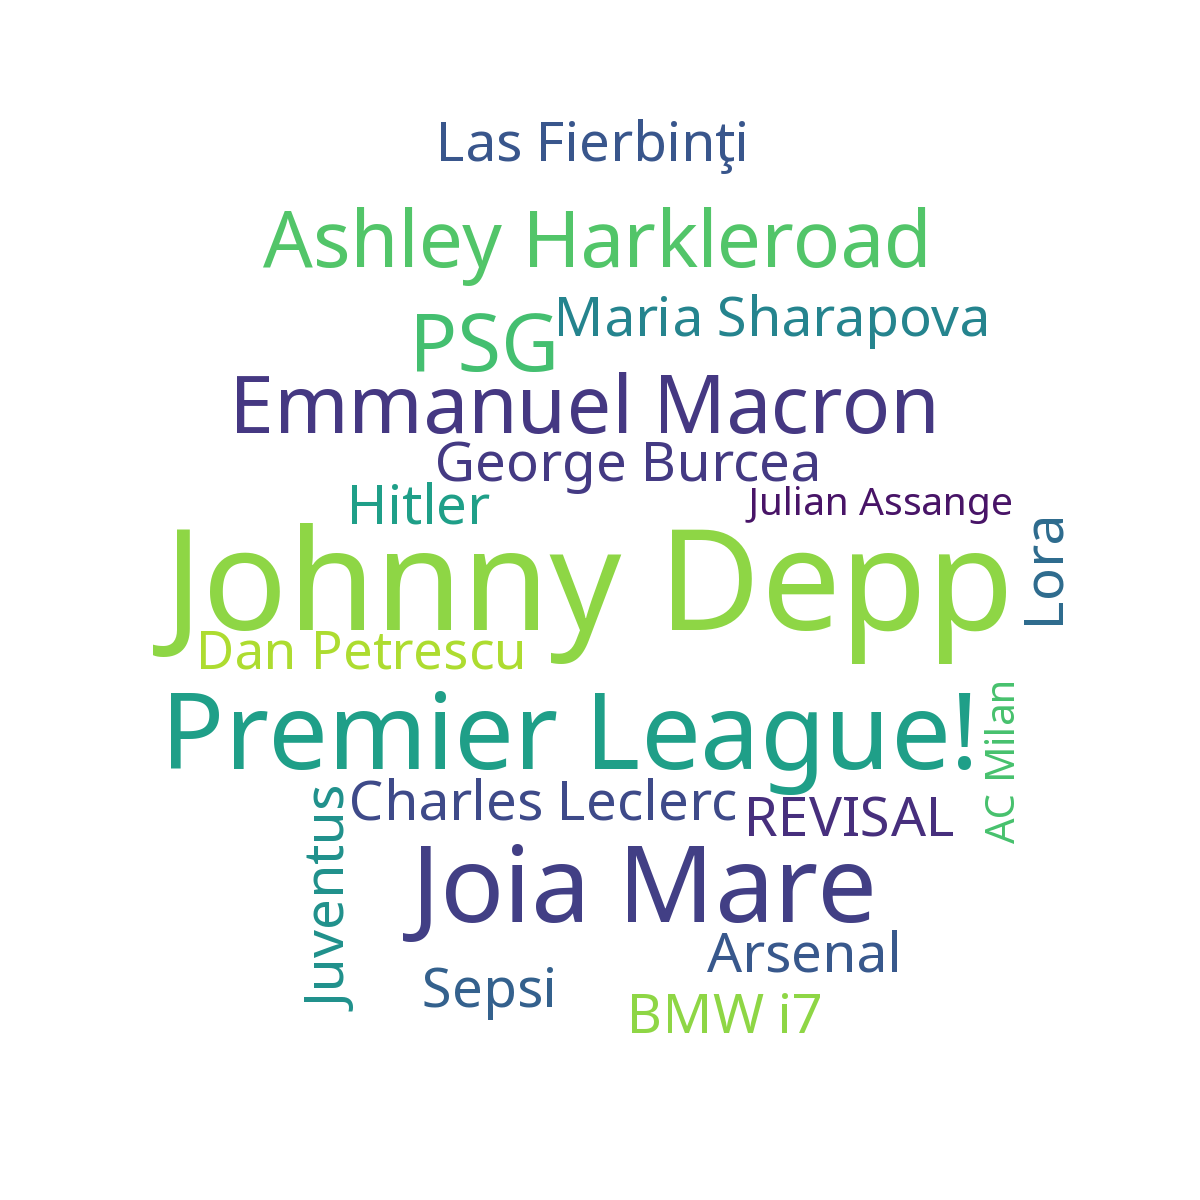 Las Fierbinţi
Ashley Harkleroad
Maria Sharapova
PSG
Emmanuel Macron
George Burcea
Hitler
Julian Assange
Johnny Depp
Lora
Dan Petrescu
Premier League!
AC Milan
Charles Leclerc
REVISAL
Juventus
Joia Mare
Arsenal
Sepsi
BMW i7